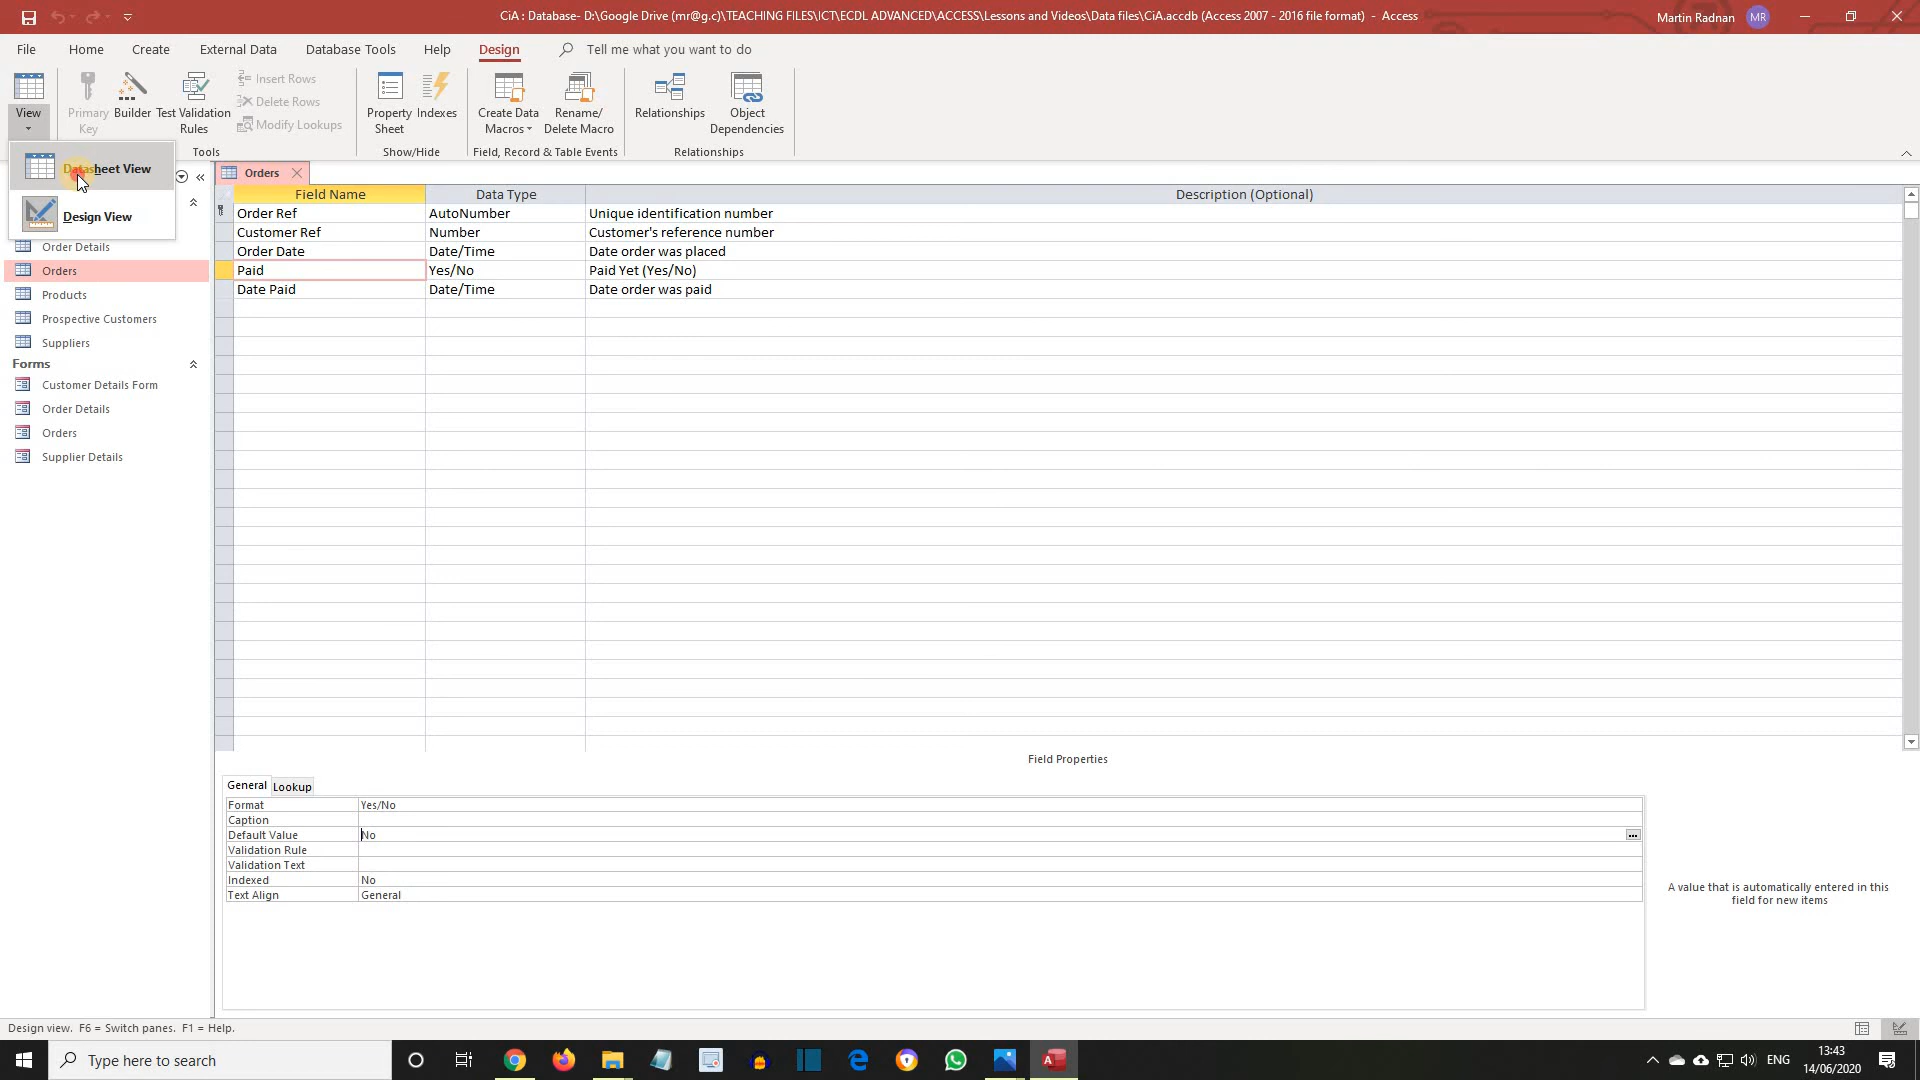 CiA : Database- D:\Google Drive (mr@g.c)\TEACHING FILES\ICT\ECDL ADVANCED\ACCESS\Lessons and Videos\Data files\CiA.accdb (Access 2007 - 2016 file format) - Access
Martin Radnan MR
File Home Create External Data Database Tools Help Design Tell me what you want to do
View
Primary Key
Builder
Test Validation Rules
Insert Rows
Delete Rows
Modify Lookups
Property Sheet
Indexes
Create Data Macros
Rename/ Delete Macro
Relationships
Object Dependencies
Tools
Show/Hide
Field, Record & Table Events
Relationships
Datasheet View
Design View
Order Details
Orders
Products
Prospective Customers
Suppliers
Forms
Customer Details Form
Order Details
Orders
Supplier Details
Orders
Field Name Data Type Description (Optional)
Order Ref AutoNumber Unique identification number
Customer Ref Number Customer's reference number
Order Date Date/Time Date order was placed
Paid Yes/No Paid Yet (Yes/No)
Date Paid Date/Time Date order was paid
Field Properties
General Lookup
Format Yes/No
Caption
Default Value No
Validation Rule
Validation Text
Indexed No
Text Align General
A value that is automatically entered in this
field for new items
Design view. F6 = Switch panes. F1 = Help.
Type here to search
ENG
13:43
14/06/2020